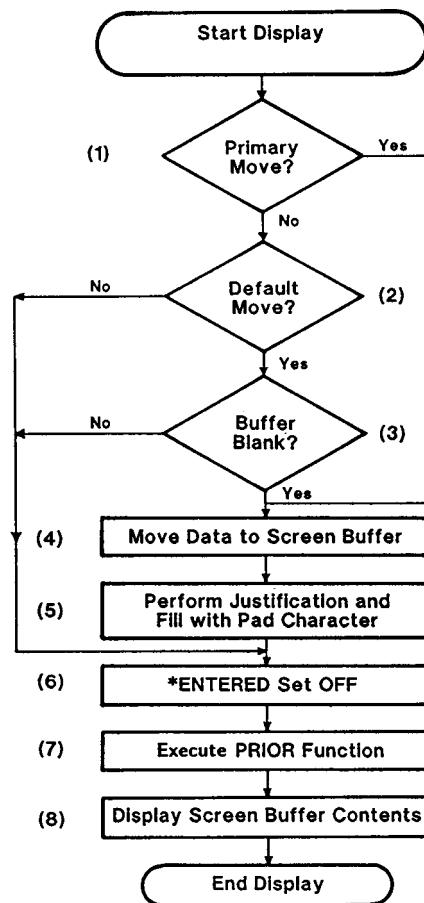 Start Display
(1)
Primary
Move?
Yes
No
No
Default
Move?
(2)
Yes
No
Buffer
Blank?
(3)
Yes
(4)
Move Data to Screen Buffer
(5)
Perform Justification and
Fill with Pad Character
(6)
*ENTERED Set OFF
(7)
Execute PRIOR Function
(8)
Display Screen Buffer Contents
End Display